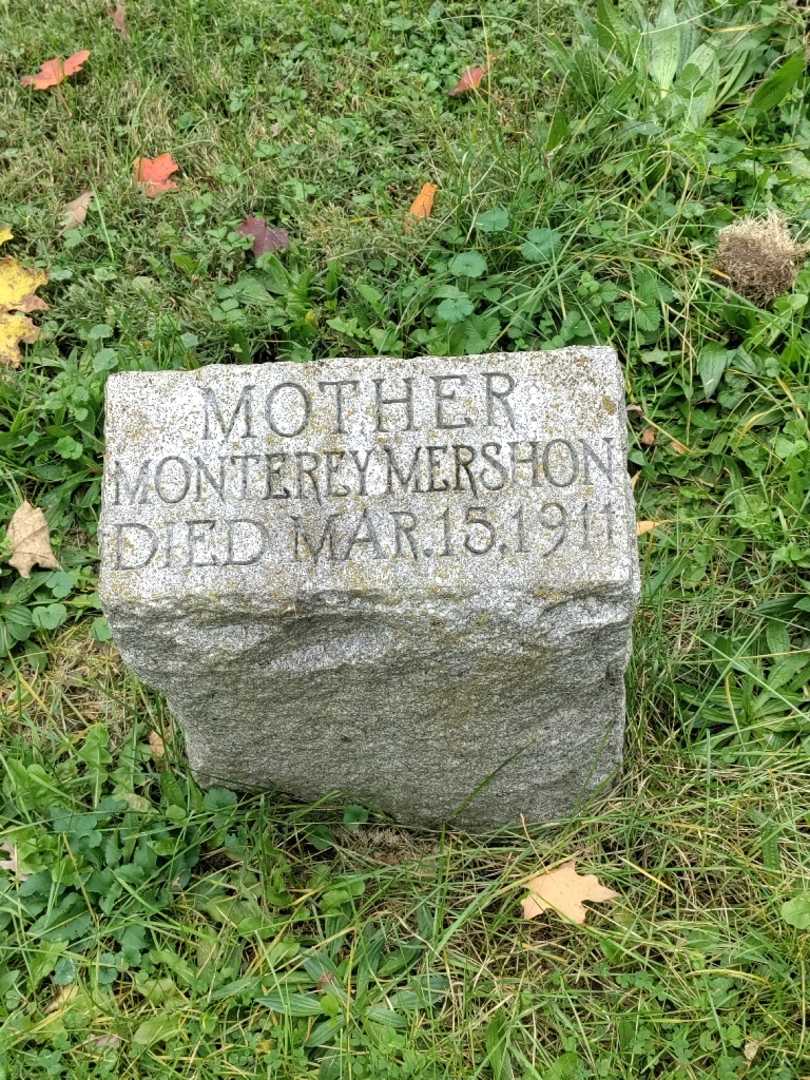 MOTHER
MONTEREY MERSHON
DIED MAR. 15. 1911